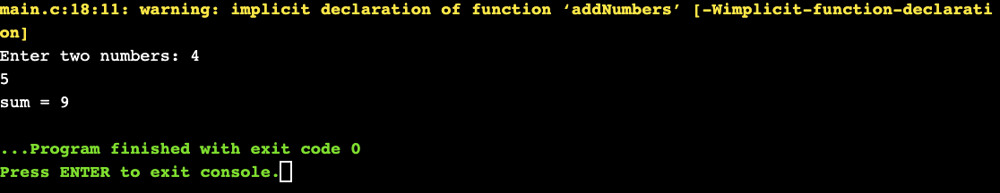 main.c:18:11: warning: implicit declaration of function ‘addNumbers’ [-Wimplicit-function-declarati
on]
Enter two numbers: 4
5
sum = 9
...Program finished with exit code 0
Press ENTER to exit console.